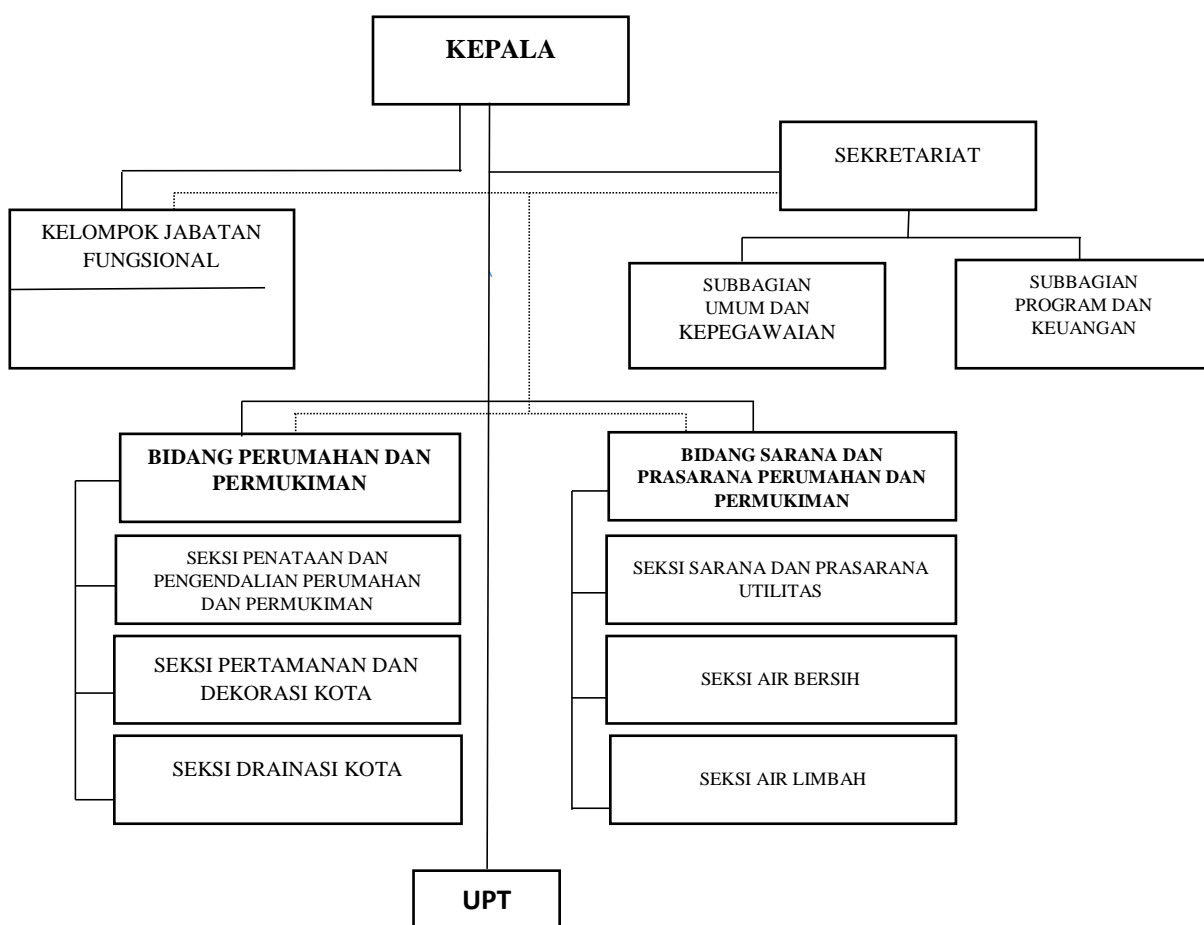 KEPALA
SEKRETARIAT
KELOMPOK JABATAN
FUNGSIONAL
SUBBAGIAN
UMUM DAN
KEPEGAWAIAN
SUBBAGIAN
PROGRAM DAN
KEUANGAN
BIDANG PERUMAHAN DAN
PERMUKIMAN
BIDANG SARANA DAN
PRASARANA PERUMAHAN DAN
PERMUKIMAN
SEKSI PENATAAN DAN
PENGENDALIAN PERUMAHAN
DAN PERMUKIMAN
SEKSI SARANA DAN PRASARANA
UTILITAS
SEKSI PERTAMANAN DAN
DEKORASI KOTA
SEKSI AIR BERSIH
SEKSI DRAINASI KOTA
SEKSI AIR LIMBAH
UPT